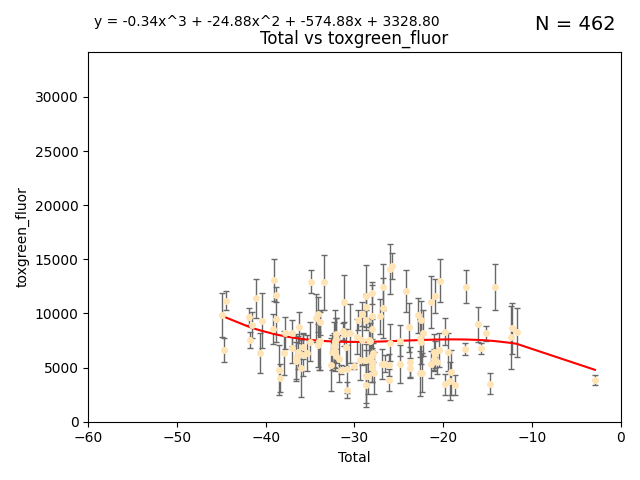 y = -0.34x^3 + -24.88x^2 + -574.88x + 3328.80
N = 462
Total vs toxgreen_fluor
30000
25000
20000
15000
10000
5000
0
toxgreen_fluor
−60
−50
−40
−30
−20
−10
0
Total